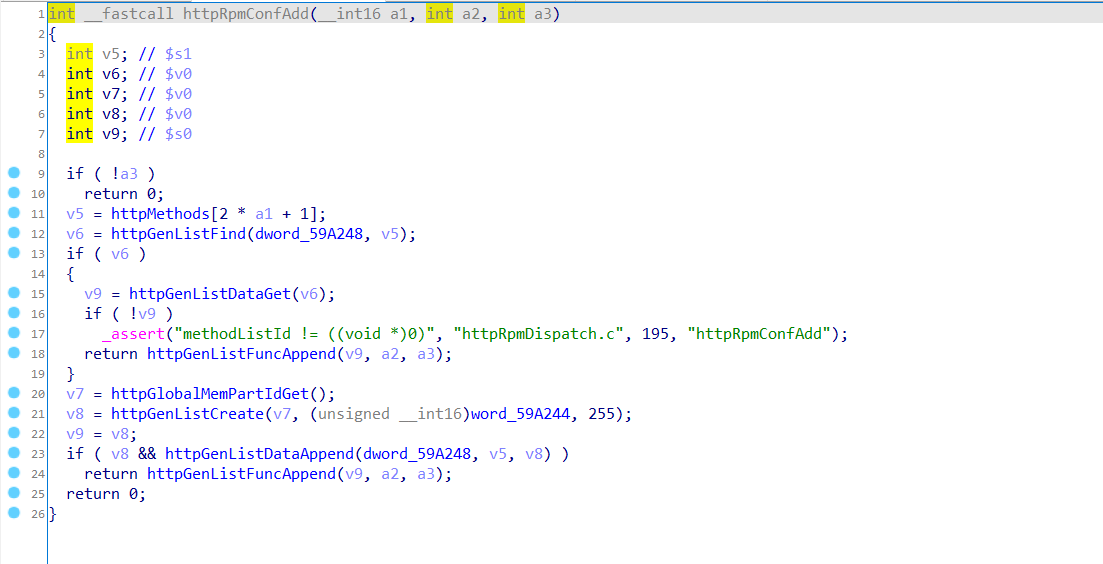 1 int __fastcall httpRpmConfAdd(__int16 a1, int a2, int a3)
2 {
3 int v5; // $s1
4 int v6; // $v0
5 int v7; // $v0
6 int v8; // $v0
7 int v9; // $s0
8
9 if ( !a3 )
10 return 0;
11 v5 = httpMethods[2 * a1 + 1];
12 v6 = httpGenListFind(dword_59A248, v5);
13 if ( v6 )
14 {
15 v9 = httpGenListDataGet(v6);
16 if ( !v9 )
17 _assert("methodListId != ((void *)0)", "httpRpmDispatch.c", 195, "httpRpmConfAdd");
18 return httpGenListFuncAppend(v9, a2, a3);
19 }
20 v7 = httpGlobalMemPartIdGet();
21 v8 = httpGenListCreate(v7, (unsigned __int16)word_59A244, 255);
22 v9 = v8;
23 if ( v8 && httpGenListDataAppend(dword_59A248, v5, v8) )
24 return httpGenListFuncAppend(v9, a2, a3);
25 return 0;
26 }